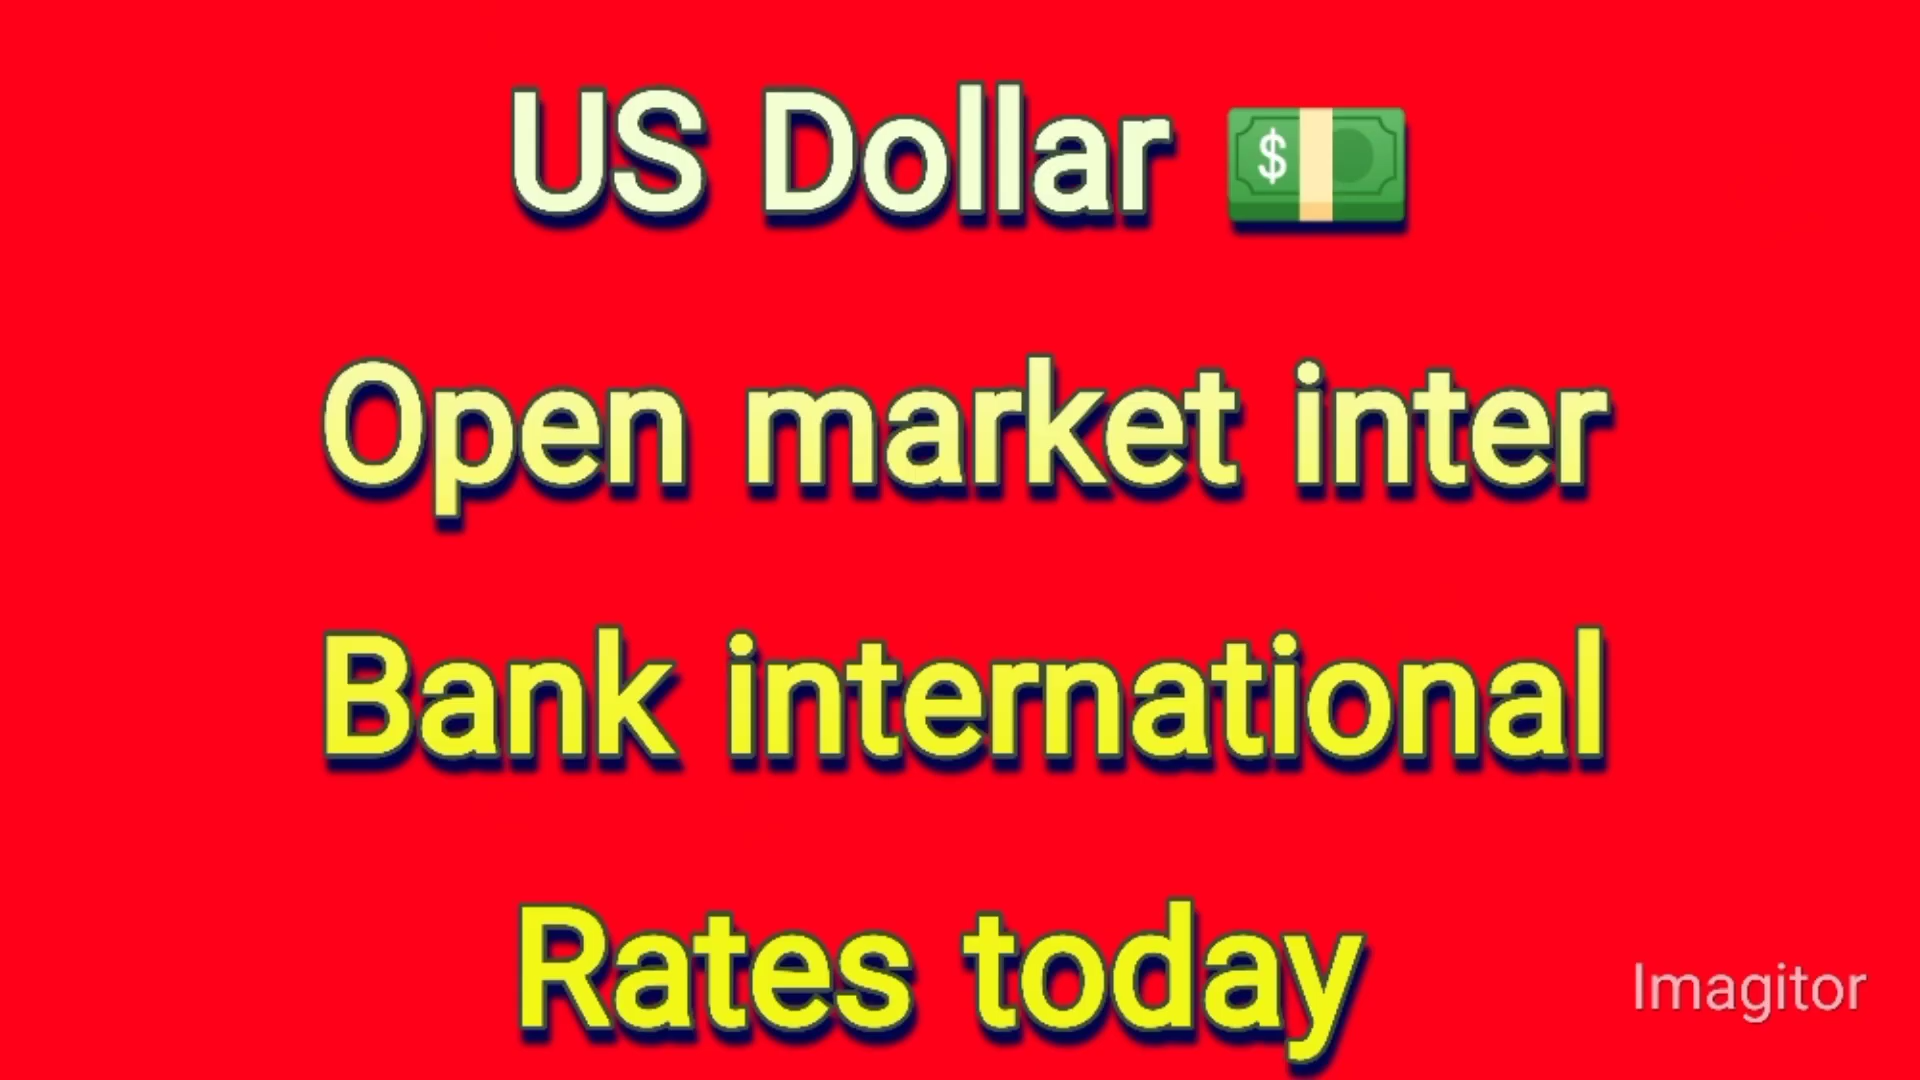 US Dollar 💵
Open market inter
Bank international
Rates today
Imagitor